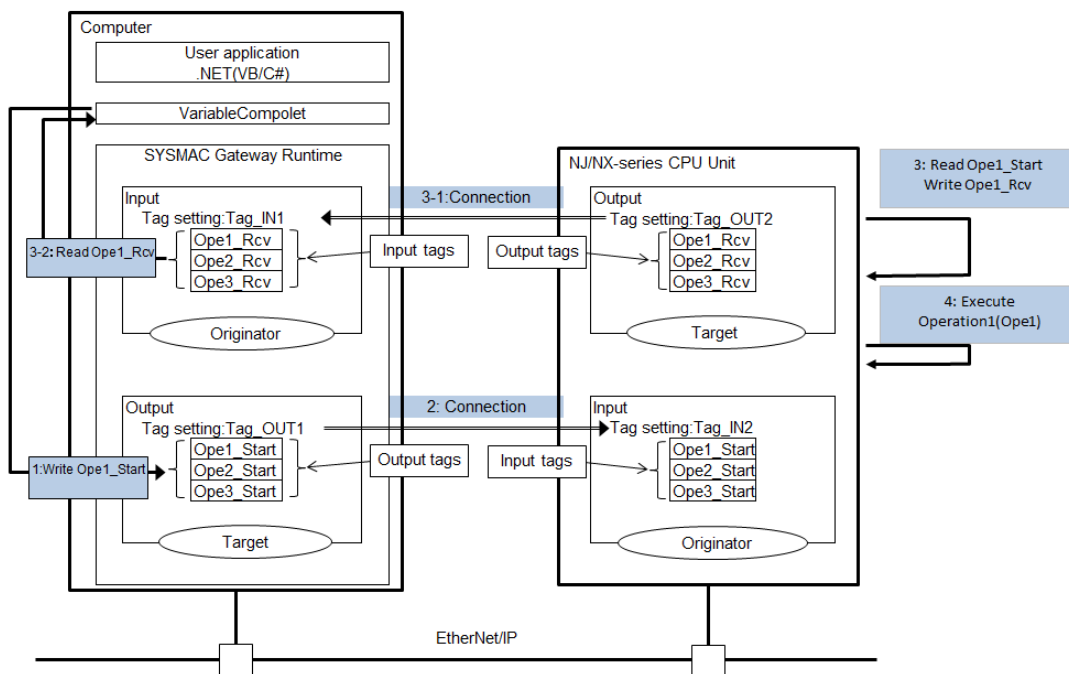 Computer
User application
.NET(VB/C#)
VariableCompolet
SYSMAC Gateway Runtime
Input
Tag setting:Tag_IN1
Ope1_Rcv
Ope2_Rcv
Ope3_Rcv
Originator
3-2: Read Ope1_Rcv
Input tags
Output
Tag setting:Tag_OUT1
Ope1_Start
Ope2_Start
Ope3_Start
Target
1:Write Ope1_Start
Output tags
3-1:Connection
2: Connection
NJ/NX-series CPU Unit
Output
Tag setting:Tag_OUT2
Ope1_Rcv
Ope2_Rcv
Ope3_Rcv
Target
Output tags
Input
Tag setting:Tag_IN2
Ope1_Start
Ope2_Start
Ope3_Start
Originator
Input tags
3: Read Ope1_Start
Write Ope1_Rcv
4: Execute
Operation1(Ope1)
EtherNet/IP